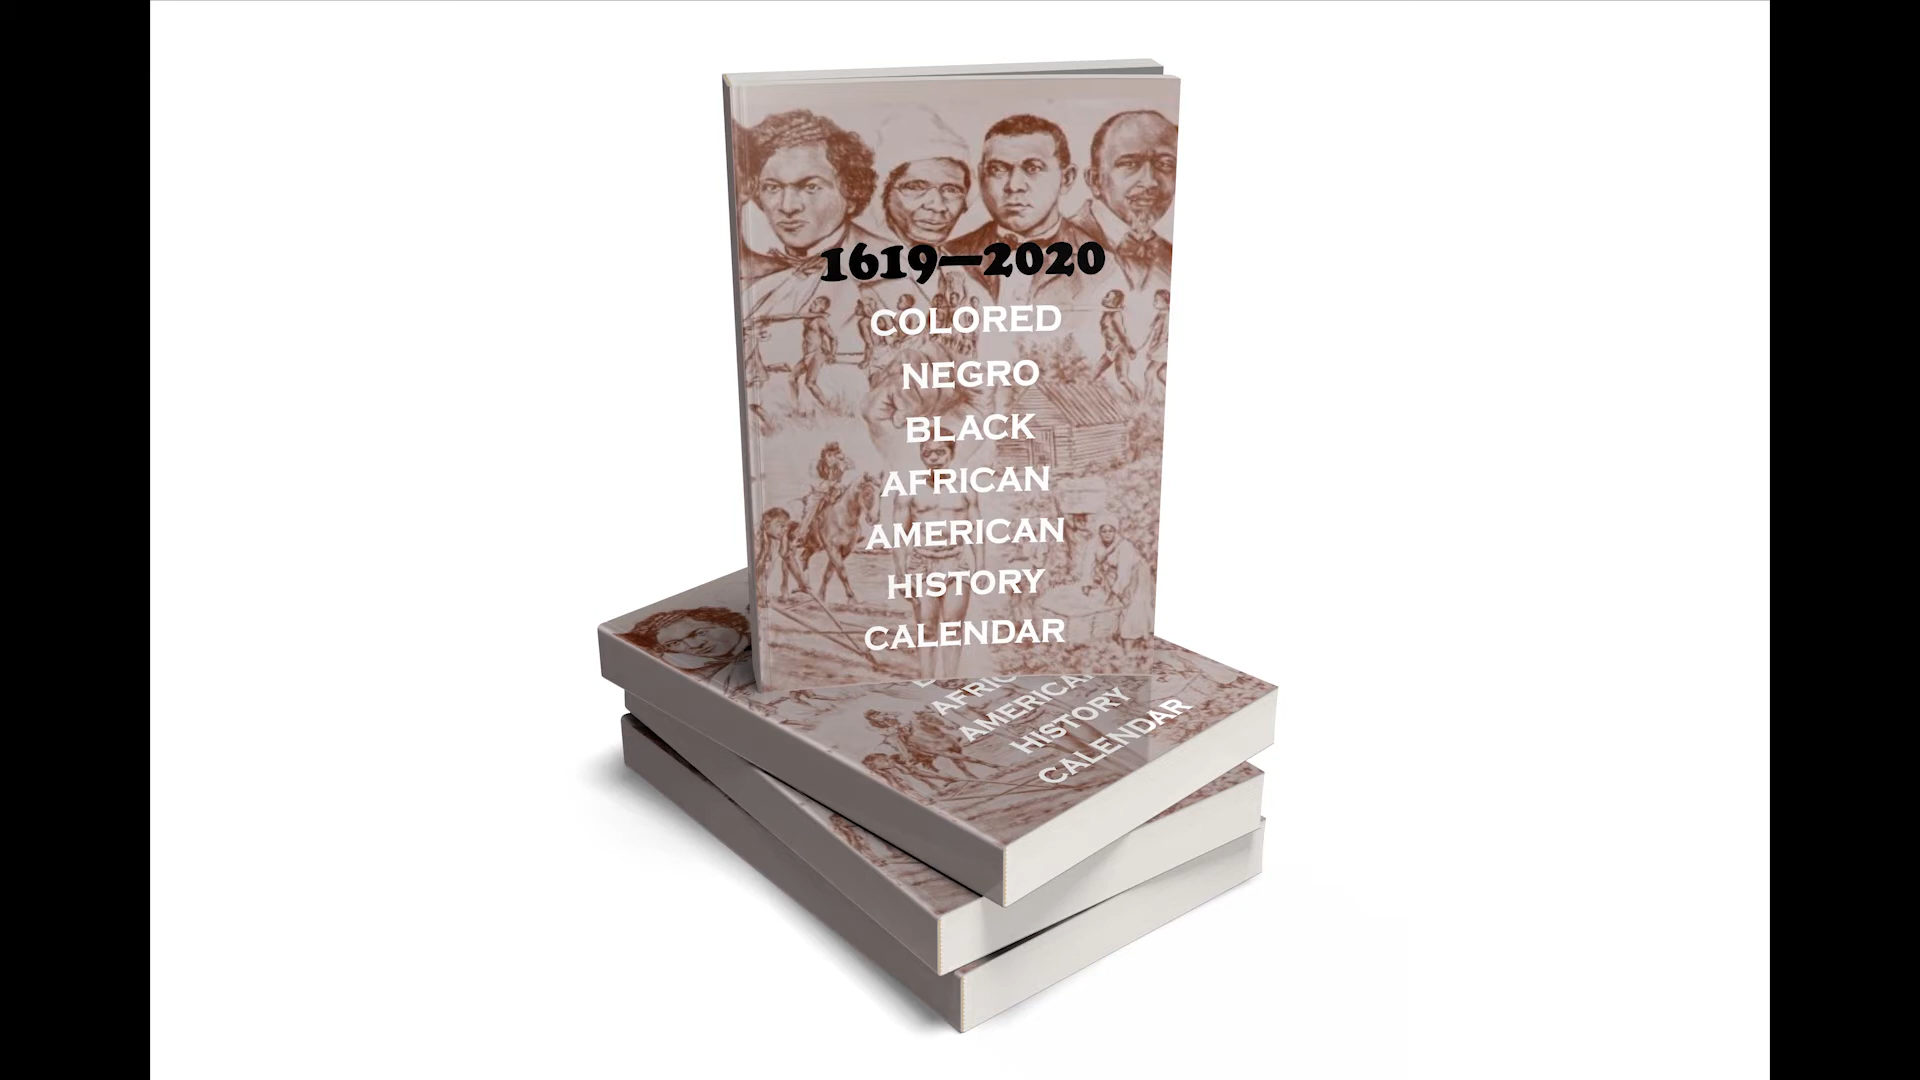 1619—2020
COLORED
NEGRO
BLACK
AFRICAN
AMERICAN
HISTORY
CALENDAR
AMERICAN
HISTORY
CALENDAR